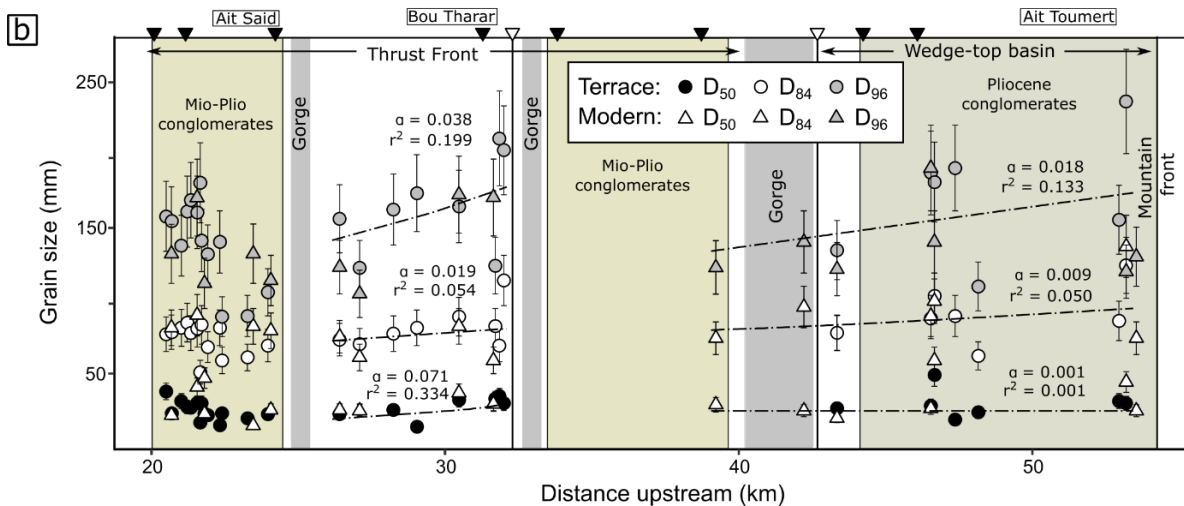 b
Ait Said
Bou Tharar
Ait Toumert
Thrust Front
Wedge-top basin
Mio-Plio
conglomerates
Gorge
Gorge
Mio-Plio
conglomerates
Gorge
Pliocene
conglomerates
Mountain
front
Terrace: D50 D84 D96
Modern: D50 D84 D96
α = 0.038
r² = 0.199
α = 0.019
r² = 0.054
α = 0.071
r² = 0.334
α = 0.018
r² = 0.133
α = 0.009
r² = 0.050
α = 0.001
r² = 0.001
Grain size (mm)
250
150
50
20
30
40
50
Distance upstream (km)